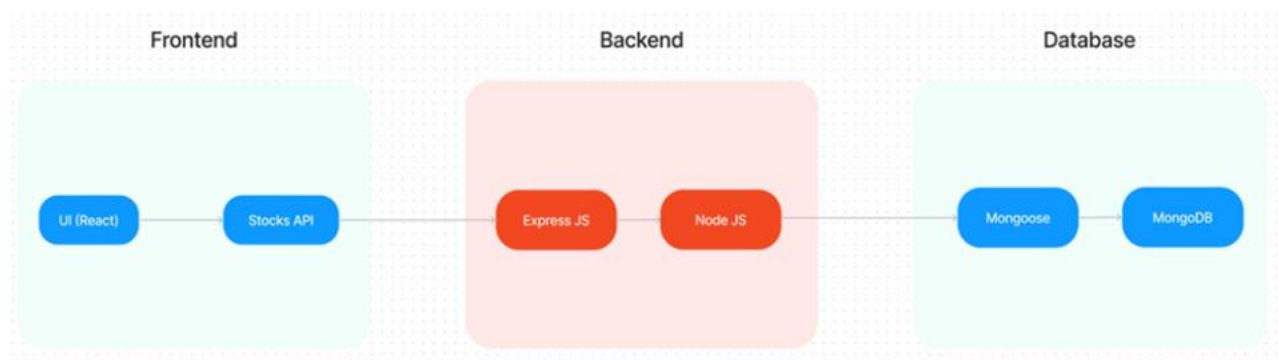 Frontend
Backend
Database
UI (React)
Stocks API
Express JS
Node JS
Mongoose
MongoDB